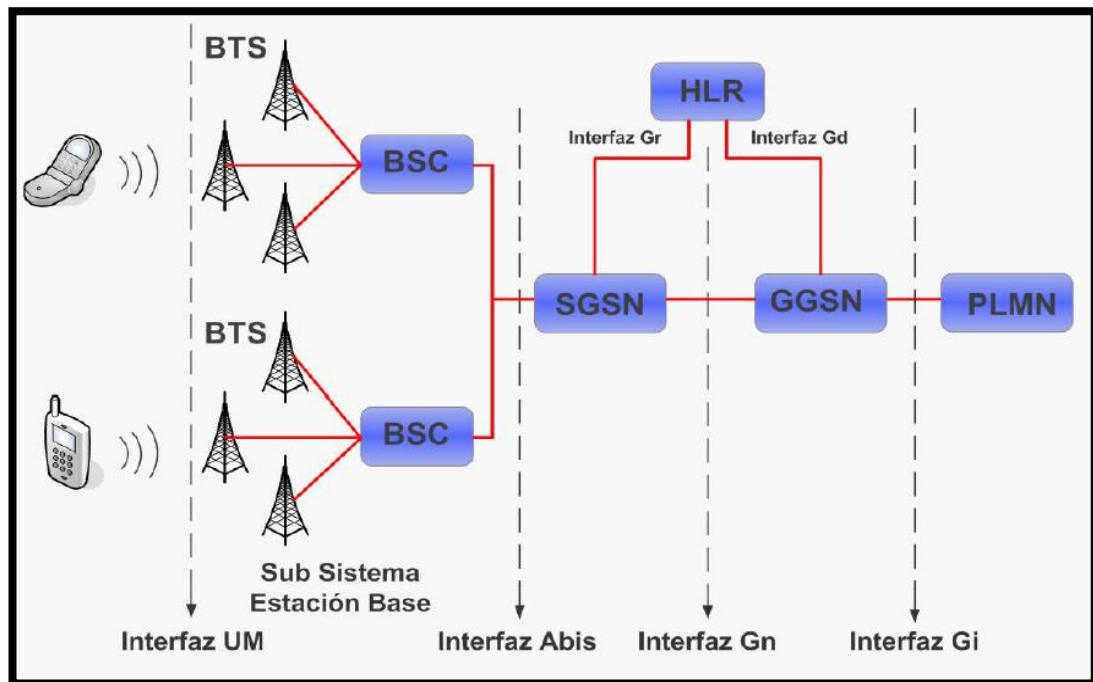 BTS
HLR
Interfaz Gr
Interfaz Gd
BSC
SGSN
GGSN
PLMN
BTS
BSC
Sub Sistema
Estación Base
Interfaz UM
Interfaz Abis
Interfaz Gn
Interfaz Gi